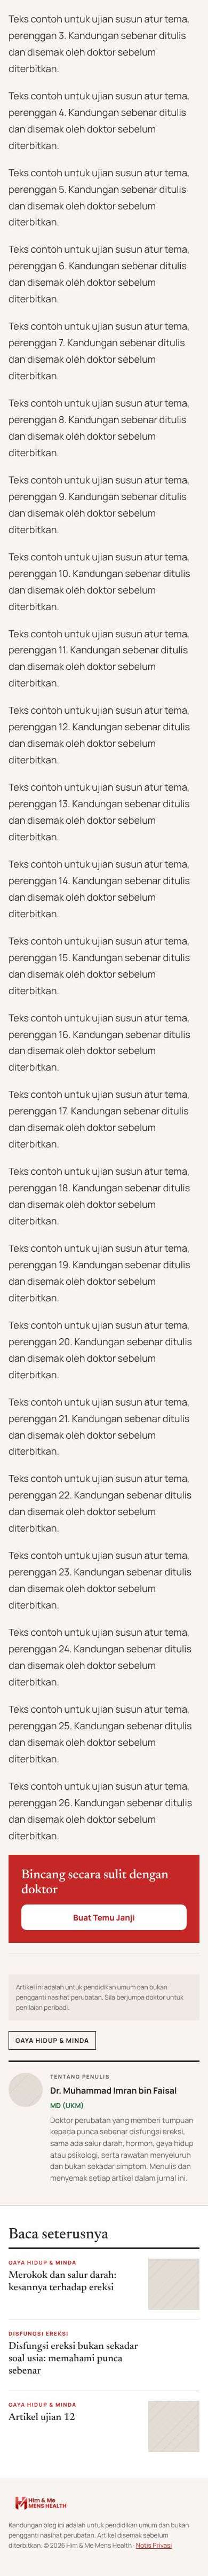 Teks contoh untuk ujian susun atur tema,
perenggan 3. Kandungan sebenar ditulis
dan disemak oleh doktor sebelum
diterbitkan.
Teks contoh untuk ujian susun atur tema,
perenggan 4. Kandungan sebenar ditulis
dan disemak oleh doktor sebelum
diterbitkan.
Teks contoh untuk ujian susun atur tema,
perenggan 5. Kandungan sebenar ditulis
dan disemak oleh doktor sebelum
diterbitkan.
Teks contoh untuk ujian susun atur tema,
perenggan 6. Kandungan sebenar ditulis
dan disemak oleh doktor sebelum
diterbitkan.
Teks contoh untuk ujian susun atur tema,
perenggan 7. Kandungan sebenar ditulis
dan disemak oleh doktor sebelum
diterbitkan.
Teks contoh untuk ujian susun atur tema,
perenggan 8. Kandungan sebenar ditulis
dan disemak oleh doktor sebelum
diterbitkan.
Teks contoh untuk ujian susun atur tema,
perenggan 9. Kandungan sebenar ditulis
dan disemak oleh doktor sebelum
diterbitkan.
Teks contoh untuk ujian susun atur tema,
perenggan 10. Kandungan sebenar ditulis
dan disemak oleh doktor sebelum
diterbitkan.
Teks contoh untuk ujian susun atur tema,
perenggan 11. Kandungan sebenar ditulis
dan disemak oleh doktor sebelum
diterbitkan.
Teks contoh untuk ujian susun atur tema,
perenggan 12. Kandungan sebenar ditulis
dan disemak oleh doktor sebelum
diterbitkan.
Teks contoh untuk ujian susun atur tema,
perenggan 13. Kandungan sebenar ditulis
dan disemak oleh doktor sebelum
diterbitkan.
Teks contoh untuk ujian susun atur tema,
perenggan 14. Kandungan sebenar ditulis
dan disemak oleh doktor sebelum
diterbitkan.
Teks contoh untuk ujian susun atur tema,
perenggan 15. Kandungan sebenar ditulis
dan disemak oleh doktor sebelum
diterbitkan.
Teks contoh untuk ujian susun atur tema,
perenggan 16. Kandungan sebenar ditulis
dan disemak oleh doktor sebelum
diterbitkan.
Teks contoh untuk ujian susun atur tema,
perenggan 17. Kandungan sebenar ditulis
dan disemak oleh doktor sebelum
diterbitkan.
Teks contoh untuk ujian susun atur tema,
perenggan 18. Kandungan sebenar ditulis
dan disemak oleh doktor sebelum
diterbitkan.
Teks contoh untuk ujian susun atur tema,
perenggan 19. Kandungan sebenar ditulis
dan disemak oleh doktor sebelum
diterbitkan.
Teks contoh untuk ujian susun atur tema,
perenggan 20. Kandungan sebenar ditulis
dan disemak oleh doktor sebelum
diterbitkan.
Teks contoh untuk ujian susun atur tema,
perenggan 21. Kandungan sebenar ditulis
dan disemak oleh doktor sebelum
diterbitkan.
Teks contoh untuk ujian susun atur tema,
perenggan 22. Kandungan sebenar ditulis
dan disemak oleh doktor sebelum
diterbitkan.
Teks contoh untuk ujian susun atur tema,
perenggan 23. Kandungan sebenar ditulis
dan disemak oleh doktor sebelum
diterbitkan.
Teks contoh untuk ujian susun atur tema,
perenggan 24. Kandungan sebenar ditulis
dan disemak oleh doktor sebelum
diterbitkan.
Teks contoh untuk ujian susun atur tema,
perenggan 25. Kandungan sebenar ditulis
dan disemak oleh doktor sebelum
diterbitkan.
Teks contoh untuk ujian susun atur tema,
perenggan 26. Kandungan sebenar ditulis
dan disemak oleh doktor sebelum
diterbitkan.
Bincang secara sulit dengan
doktor
Buat Temu Janji
Artikel ini adalah untuk pendidikan umum dan bukan
pengganti nasihat perubatan. Sila berjumpa doktor untuk
penilaian peribadi.
GAYA HIDUP & MINDA
TENTANG PENULIS
Dr. Muhammad Imran bin Faisal
MD (UKM)
Doktor perubatan yang memberi tumpuan
kepada punca sebenar disfungsi ereksi,
sama ada salur darah, hormon, gaya hidup
atau psikologi, serta rawatan menyeluruh
dan bukan sekadar simptom. Menulis dan
menyemak setiap artikel dalam jurnal ini.
Baca seterusnya
GAYA HIDUP & MINDA
Merokok dan salur darah:
kesannya terhadap ereksi
DISFUNGSI EREKSI
Disfungsi ereksi bukan sekadar
soal usia: memahami punca
sebenar
GAYA HIDUP & MINDA
Artikel ujian 12
Him & Me
MENS HEALTH
Kandungan blog ini adalah untuk pendidikan umum dan bukan
pengganti nasihat perubatan. Artikel disemak sebelum
diterbitkan. © 2026 Him & Me Mens Health · Notis Privasi